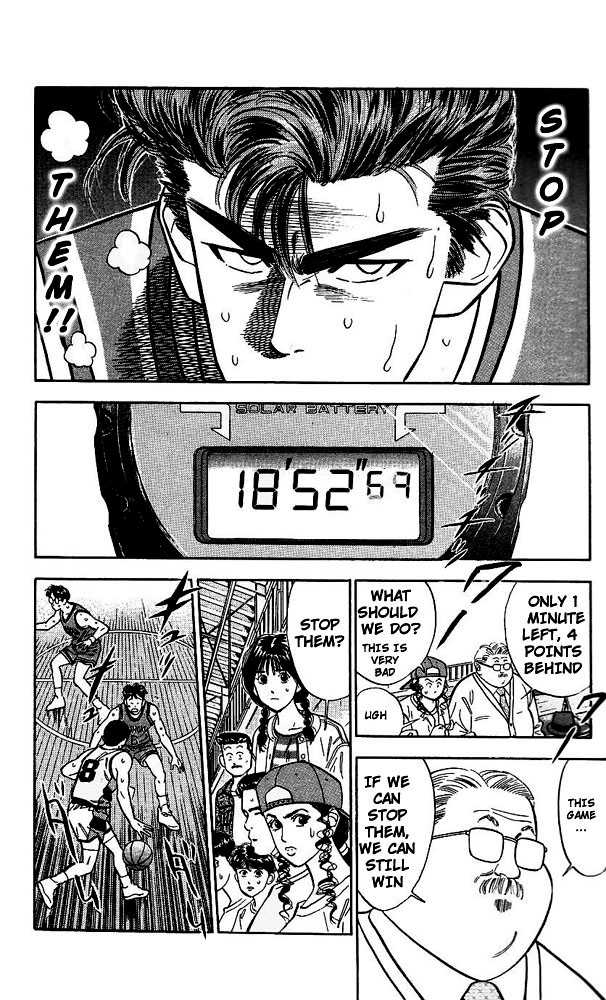 STOP
THEM!!
SOLAR BATTERY
18'52"69
ONLY 1
MINUTE
LEFT, 4
POINTS
BEHIND
WHAT
SHOULD
WE DO?
THIS IS
VERY
BAD
UGH
STOP
THEM?
THIS
GAME
...
IF WE
CAN
STOP
THEM,
WE CAN
STILL
WIN
8